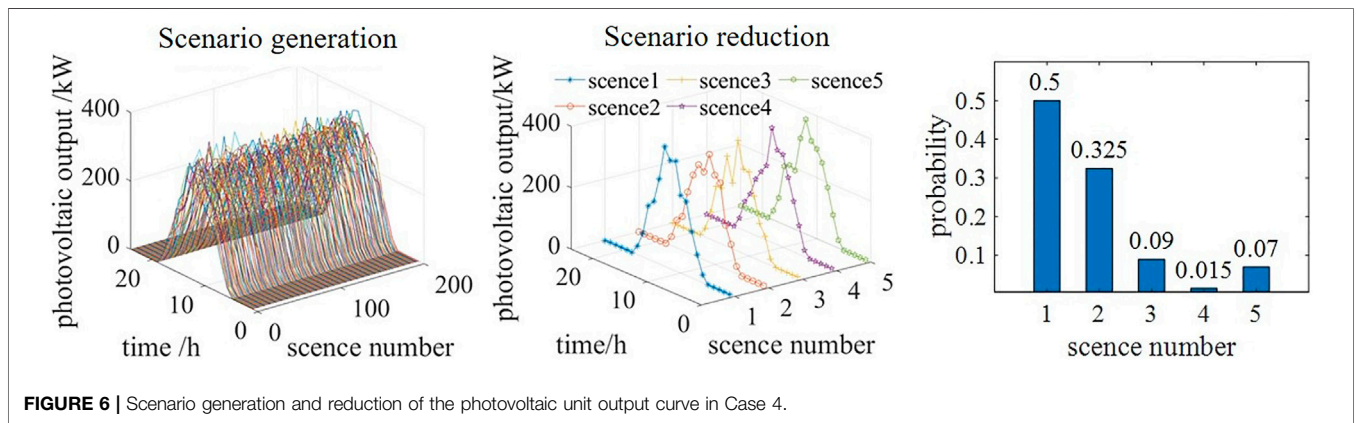 Scenario generation
photovoltaic output /kW
400
200
0
20
10
0
0
100
200
time /h
scence number
Scenario reduction
scence1
scence3
scence5
scence2
scence4
photovoltaic output/kW
400
200
0
20
10
0
1
2
3
4
5
time/h
scence number
probability
0.5
0.4
0.3
0.2
0.1
0.5
0.325
0.09
0.015
0.07
1
2
3
4
5
scence number
FIGURE 6 | Scenario generation and reduction of the photovoltaic unit output curve in Case 4.